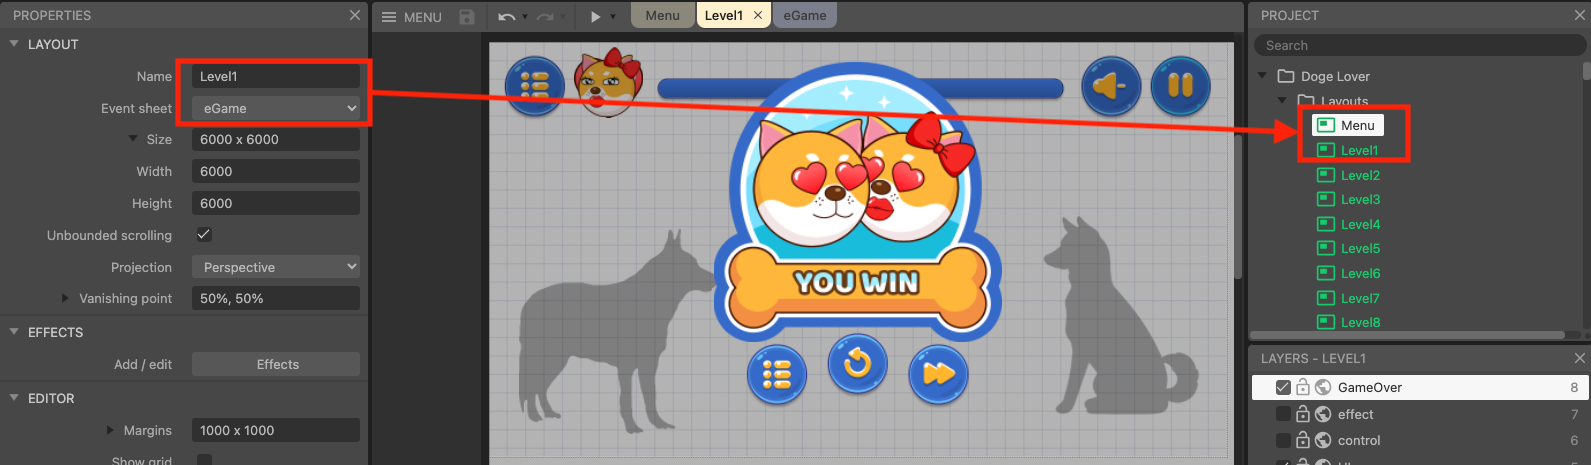 PROPERTIES
LAYOUT
Name Level1
Event sheet eGame
Size 6000 x 6000
Width 6000
Height 6000
Unbounded scrolling
Projection Perspective
Vanishing point 50%, 50%
EFFECTS
Add / edit Effects
EDITOR
Margins 1000 x 1000
Show grid
MENU
Menu Level1 eGame
YOU WIN
PROJECT
Search
Doge Lover
Layouts
Menu
Level1
Level2
Level3
Level4
Level5
Level6
Level7
Level8
LAYERS - LEVEL1
GameOver 8
effect 7
control 6